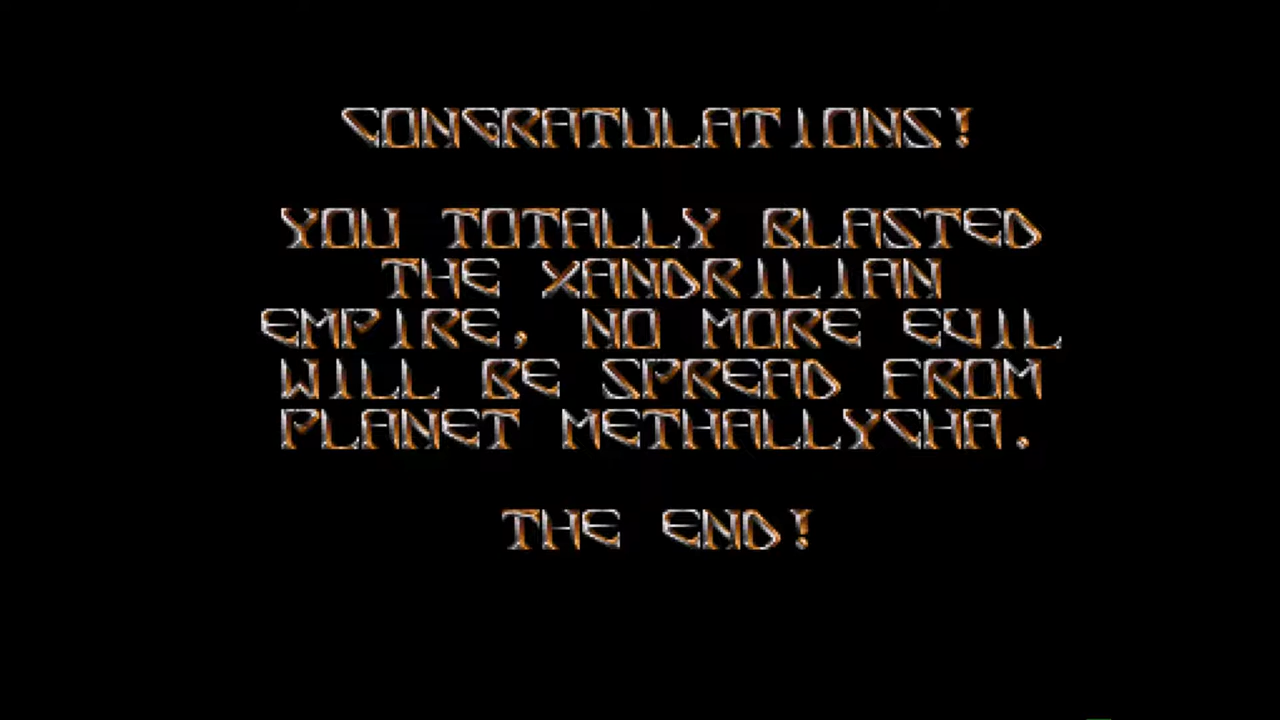 CONGRATULATIONS!
YOU TOTALLY BLASTED
THE XANDRILIAN
EMPIRE, NO MORE EVIL
WILL BE SPREAD FROM
PLANET METHALLYCHA.
THE END!